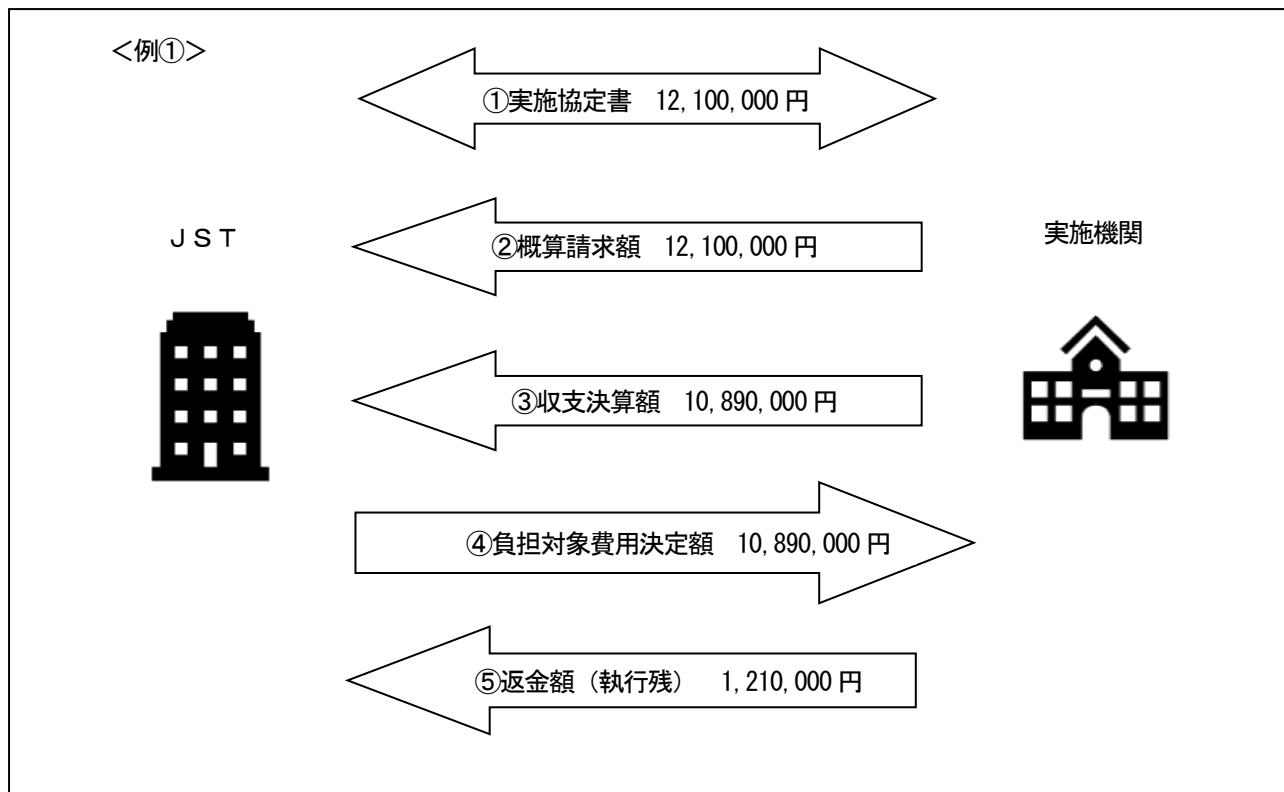 ＜例①＞
①実施協定書　12,100,000 円
ＪＳＴ
②概算請求額　12,100,000 円
実施機関
③収支決算額　10,890,000 円
④負担対象費用決定額　10,890,000 円
⑤返金額（執行残）　1,210,000 円